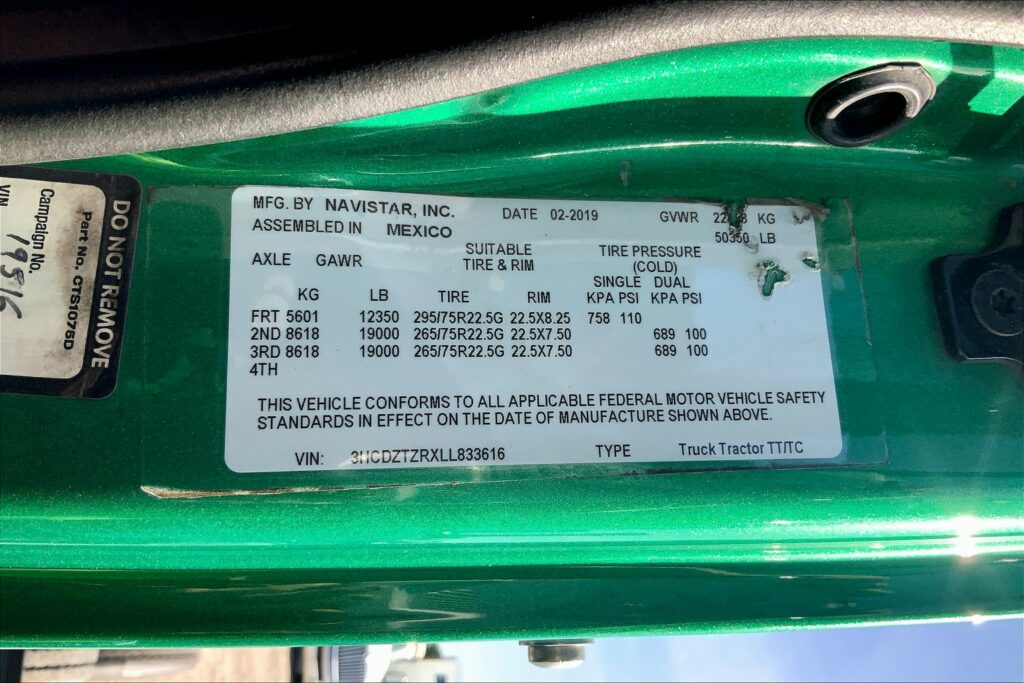 DO NOT REMOVE
Part No. CTS1075D
Campaign No.
19516
VIN
MFG. BY NAVISTAR, INC. DATE 02-2019 GVWR KG
ASSEMBLED IN MEXICO 50350 LB
AXLE GAWR SUITABLE TIRE PRESSURE
TIRE & RIM (COLD)
SINGLE DUAL
KG LB TIRE RIM KPA PSI KPA PSI
FRT 5601 12350 295/75R22.5G 22.5X8.25 758 110
2ND 8618 19000 265/75R22.5G 22.5X7.50 689 100
3RD 8618 19000 265/75R22.5G 22.5X7.50 689 100
4TH
THIS VEHICLE CONFORMS TO ALL APPLICABLE FEDERAL MOTOR VEHICLE SAFETY
STANDARDS IN EFFECT ON THE DATE OF MANUFACTURE SHOWN ABOVE.
VIN: 3HCDZTZRXLL833616 TYPE Truck Tractor TT/TC